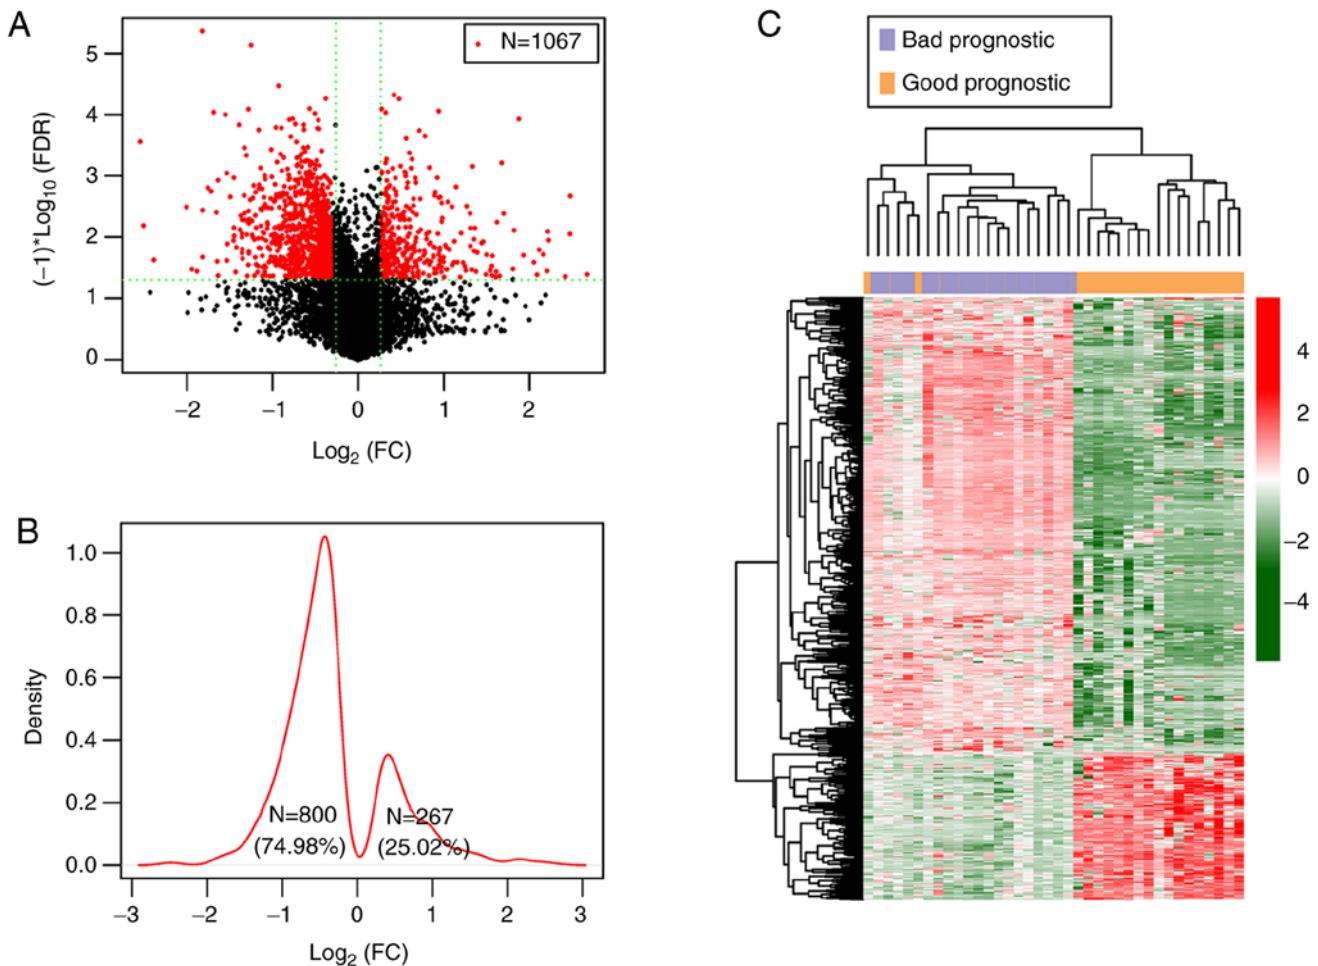 A
N=1067
5
4
3
2
1
0
(−1)*Log10 (FDR)
−2 −1 0 1 2
Log2 (FC)
B
1.0
0.8
0.6
0.4
0.2
0.0
Density
N=800
(74.98%)
N=267
(25.02%)
−3 −2 −1 0 1 2 3
Log2 (FC)
C
Bad prognostic
Good prognostic
4
2
0
−2
−4